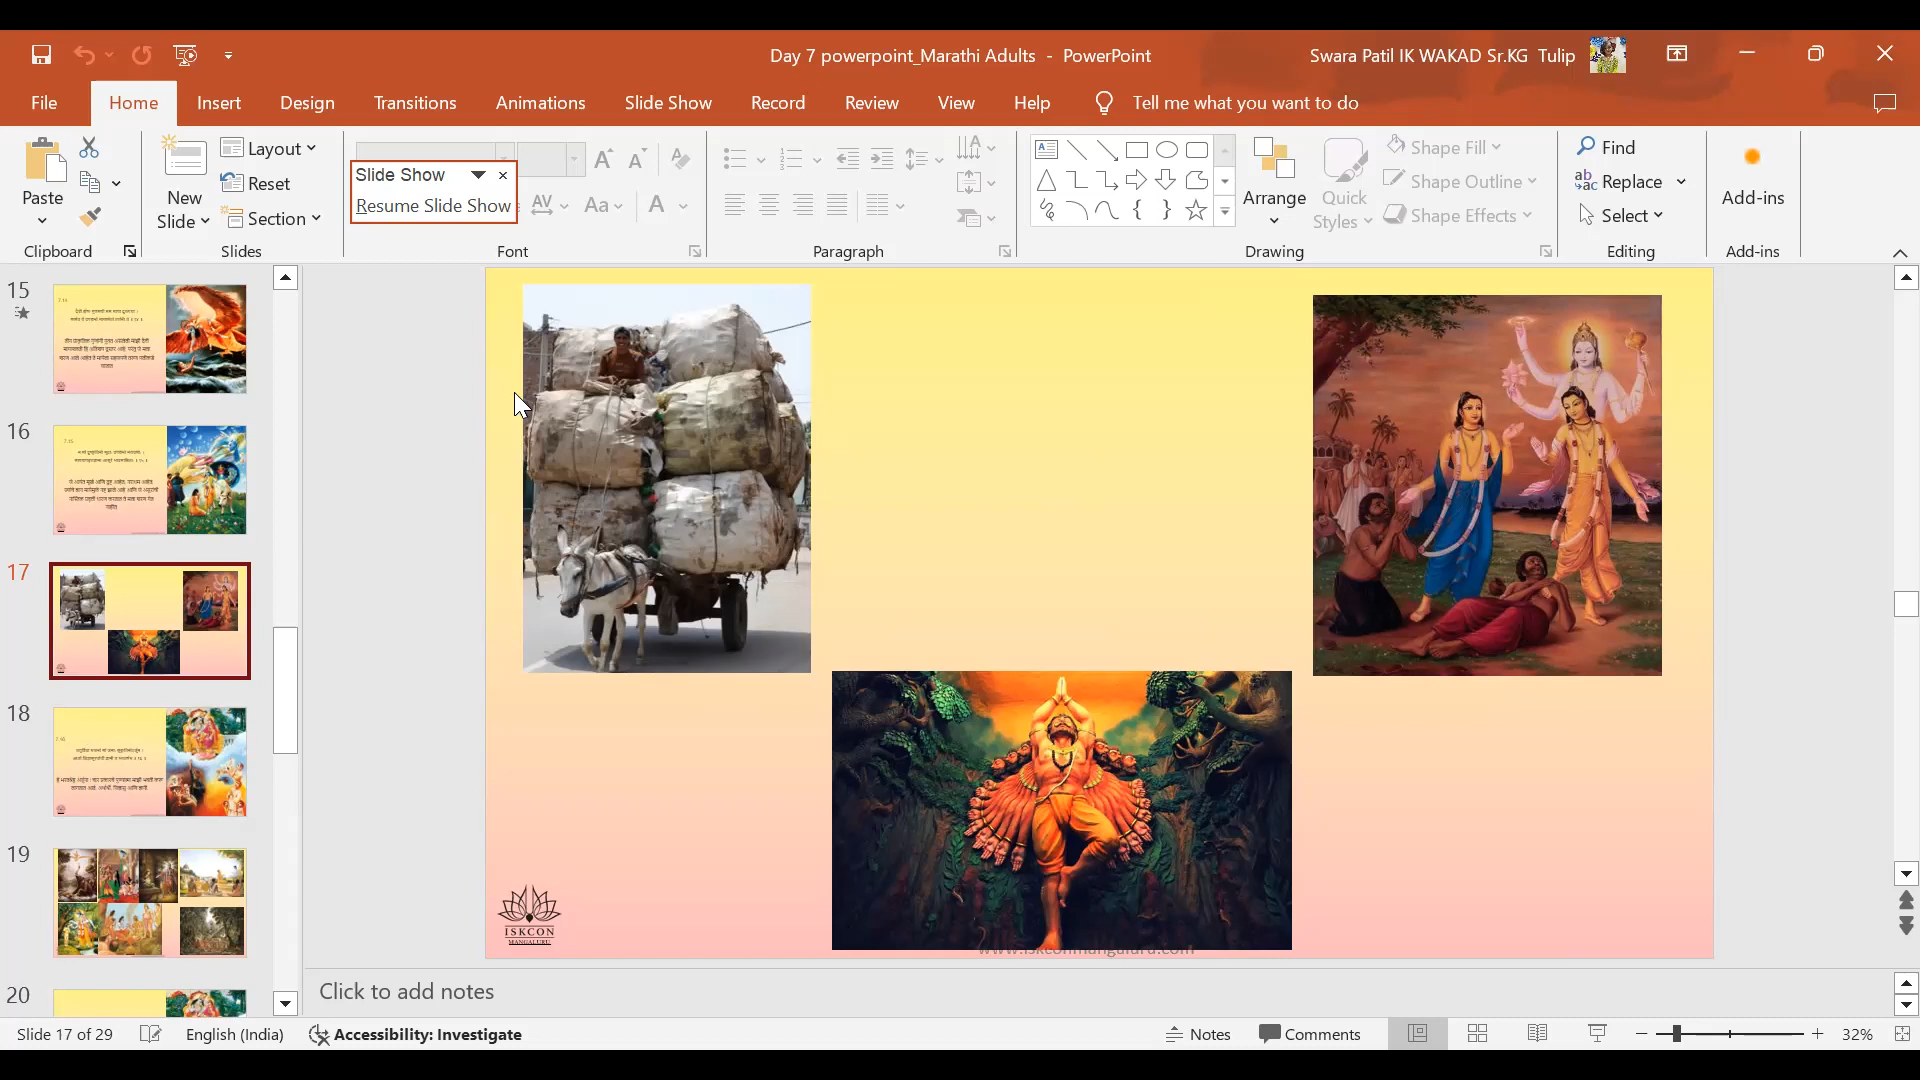 Day 7 powerpoint_Marathi Adults - PowerPoint
Swara Patil IK WAKAD Sr.KG Tulip
File
Home
Insert
Design
Transitions
Animations
Slide Show
Record
Review
View
Help
Tell me what you want to do
Paste
Clipboard
New
Slide
Layout
Reset
Section
Slides
Slide Show
Resume Slide Show
Font
Paragraph
Arrange
Quick
Styles
Shape Fill
Shape Outline
Shape Effects
Drawing
Find
Replace
Select
Editing
Add-ins
Add-ins
15
16
17
18
19
20
ISKCON
MANGALURU
www.iskconmangaluru.com
Click to add notes
Slide 17 of 29
English (India)
Accessibility: Investigate
Notes
Comments
32%